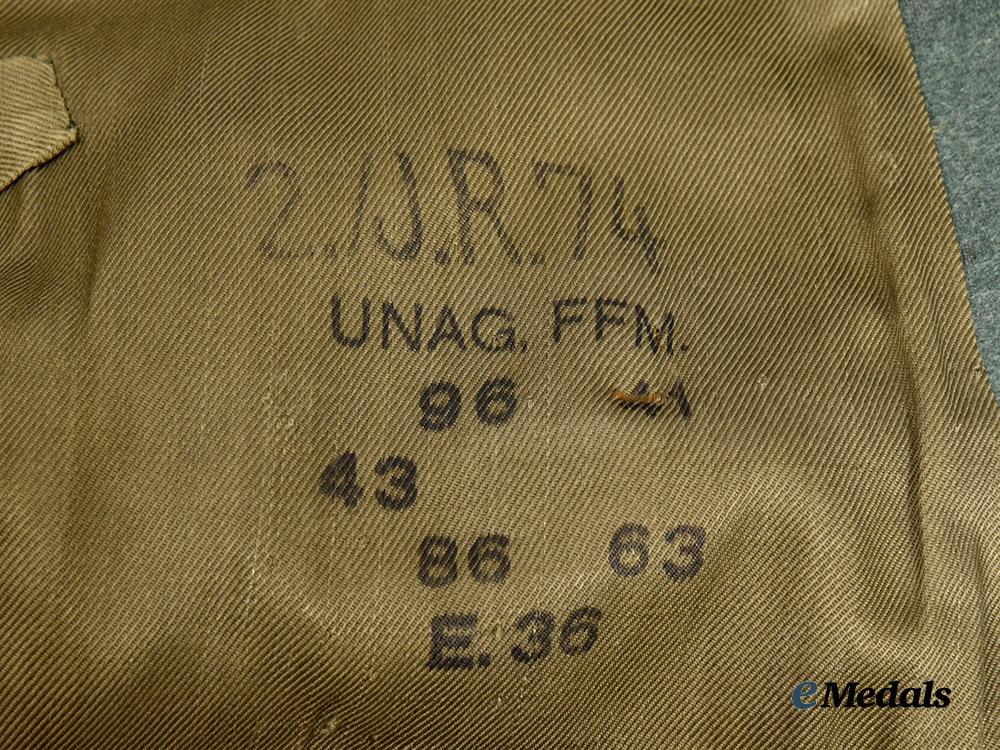 2./J.R.74
UNAG. FFM.
96 41
43
86 63
E.36
eMedals